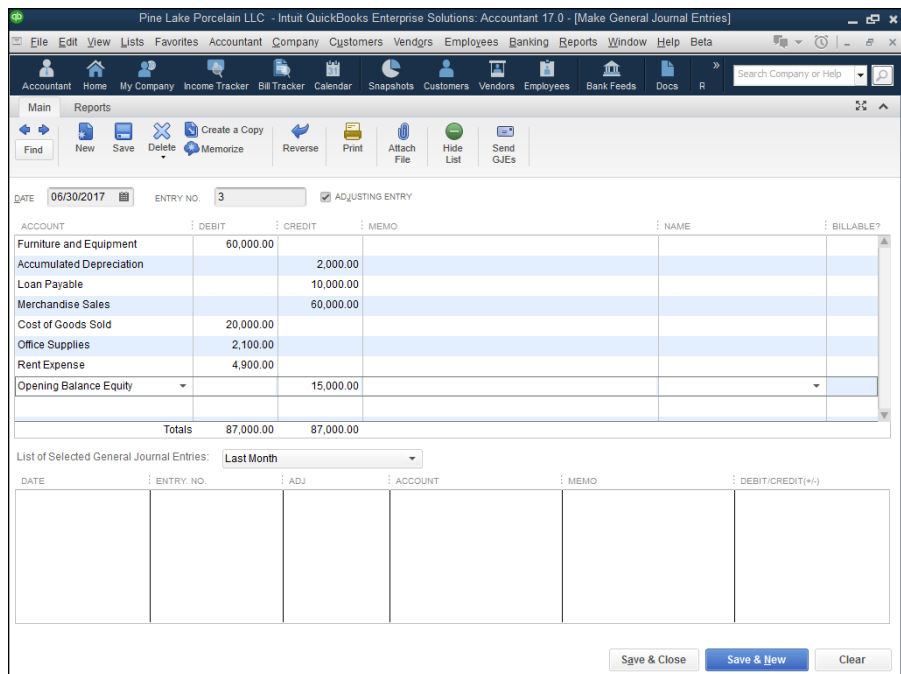 qb Pine Lake Porcelain LLC - Intuit QuickBooks Enterprise Solutions: Accountant 17.0 - [Make General Journal Entries]
File Edit View Lists Favorites Accountant Company Customers Vendors Employees Banking Reports Window Help Beta
Accountant Home My Company Income Tracker Bill Tracker Calendar Snapshots Customers Vendors Employees Bank Feeds Docs R » Search Company or Help
Main Reports
Find New Save Delete Create a Copy Memorize Reverse Print Attach File Hide List Send GJEs
DATE 06/30/2017 ENTRY NO. 3 ADJUSTING ENTRY
ACCOUNT DEBIT CREDIT MEMO NAME BILLABLE?
Furniture and Equipment 60,000.00
Accumulated Depreciation 2,000.00
Loan Payable 10,000.00
Merchandise Sales 60,000.00
Cost of Goods Sold 20,000.00
Office Supplies 2,100.00
Rent Expense 4,900.00
Opening Balance Equity 15,000.00
Totals 87,000.00 87,000.00
List of Selected General Journal Entries: Last Month
DATE ENTRY. NO. ADJ ACCOUNT MEMO DEBIT/CREDIT(+/-)
Save & Close Save & New Clear